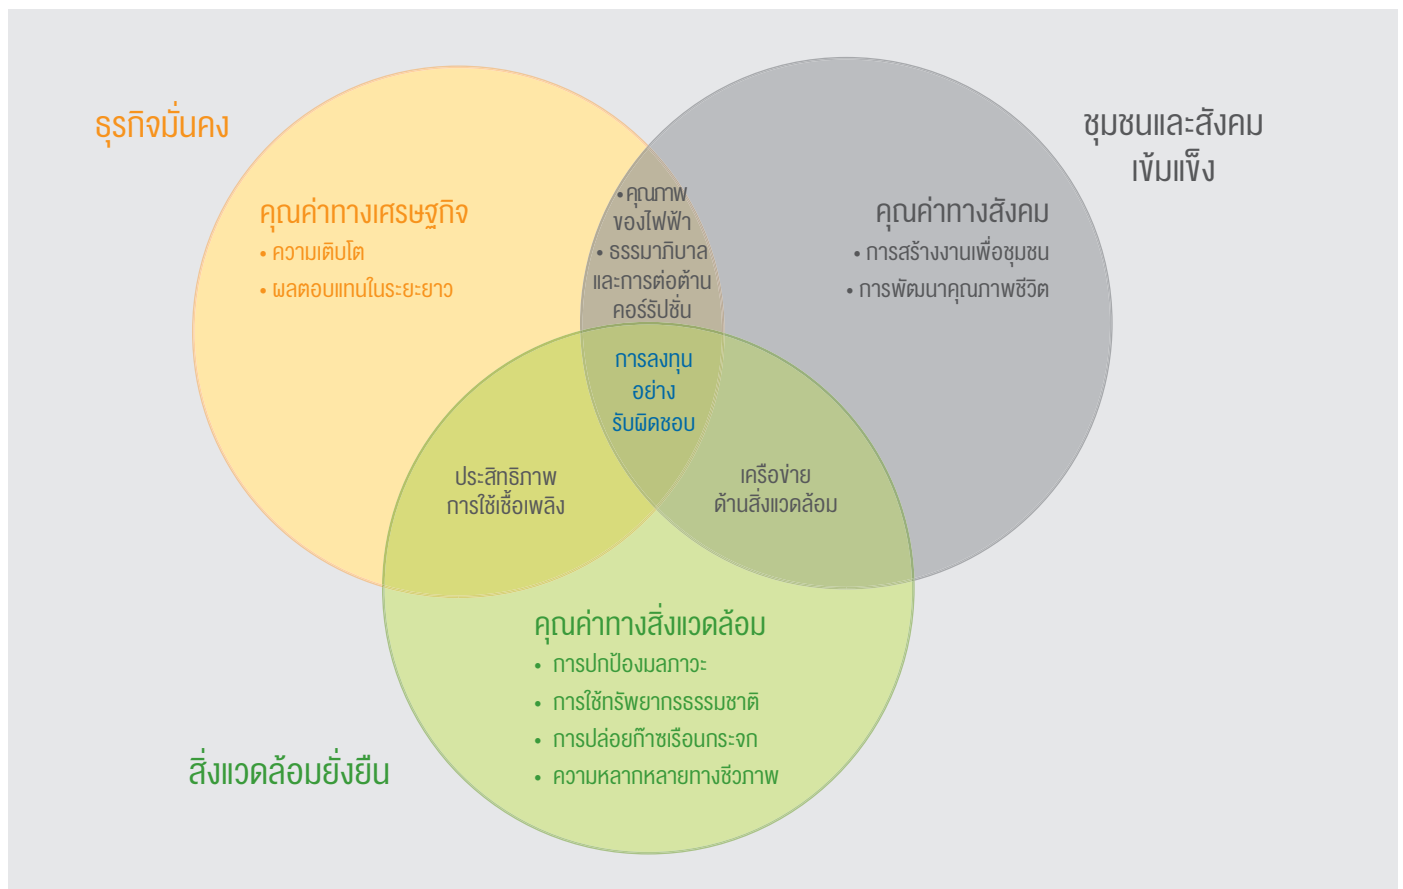 ธุรกิจมั่นคง
ชุมชนและสังคม
เข้มแข็ง
คุณค่าทางเศรษฐกิจ
• ความเติบโต
• ผลตอบแทนในระยะยาว
• คุณภาพ
ของไฟฟ้า
• ธรรมาภิบาล
และการต่อต้าน
คอร์รัปชั่น
คุณค่าทางสังคม
• การสร้างงานเพื่อชุมชน
• การพัฒนาคุณภาพชีวิต
การลงทุน
อย่าง
รับผิดชอบ
ประสิทธิภาพ
การใช้เชื้อเพลิง
เครือข่าย
ด้านสิ่งแวดล้อม
คุณค่าทางสิ่งแวดล้อม
• การปกป้องมลภาวะ
• การใช้ทรัพยากรธรรมชาติ
• การปล่อยก๊าซเรือนกระจก
• ความหลากหลายทางชีวภาพ
สิ่งแวดล้อมยั่งยืน